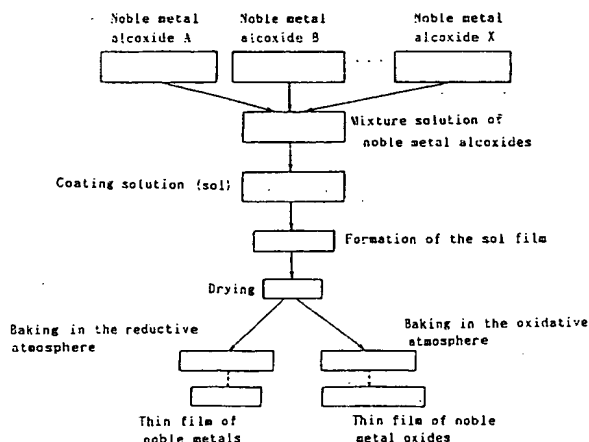 Noble metal
alcoxide A
Noble metal
alcoxide B
...
Noble metal
alcoxide X
Mixture solution of
noble metal alcoxides
Coating solution (sol)
Formation of the sol film
Drying
Baking in the reductive
atmosphere
Baking in the oxidative
atmosphere
Thin film of
noble metals
Thin film of noble
metal oxides